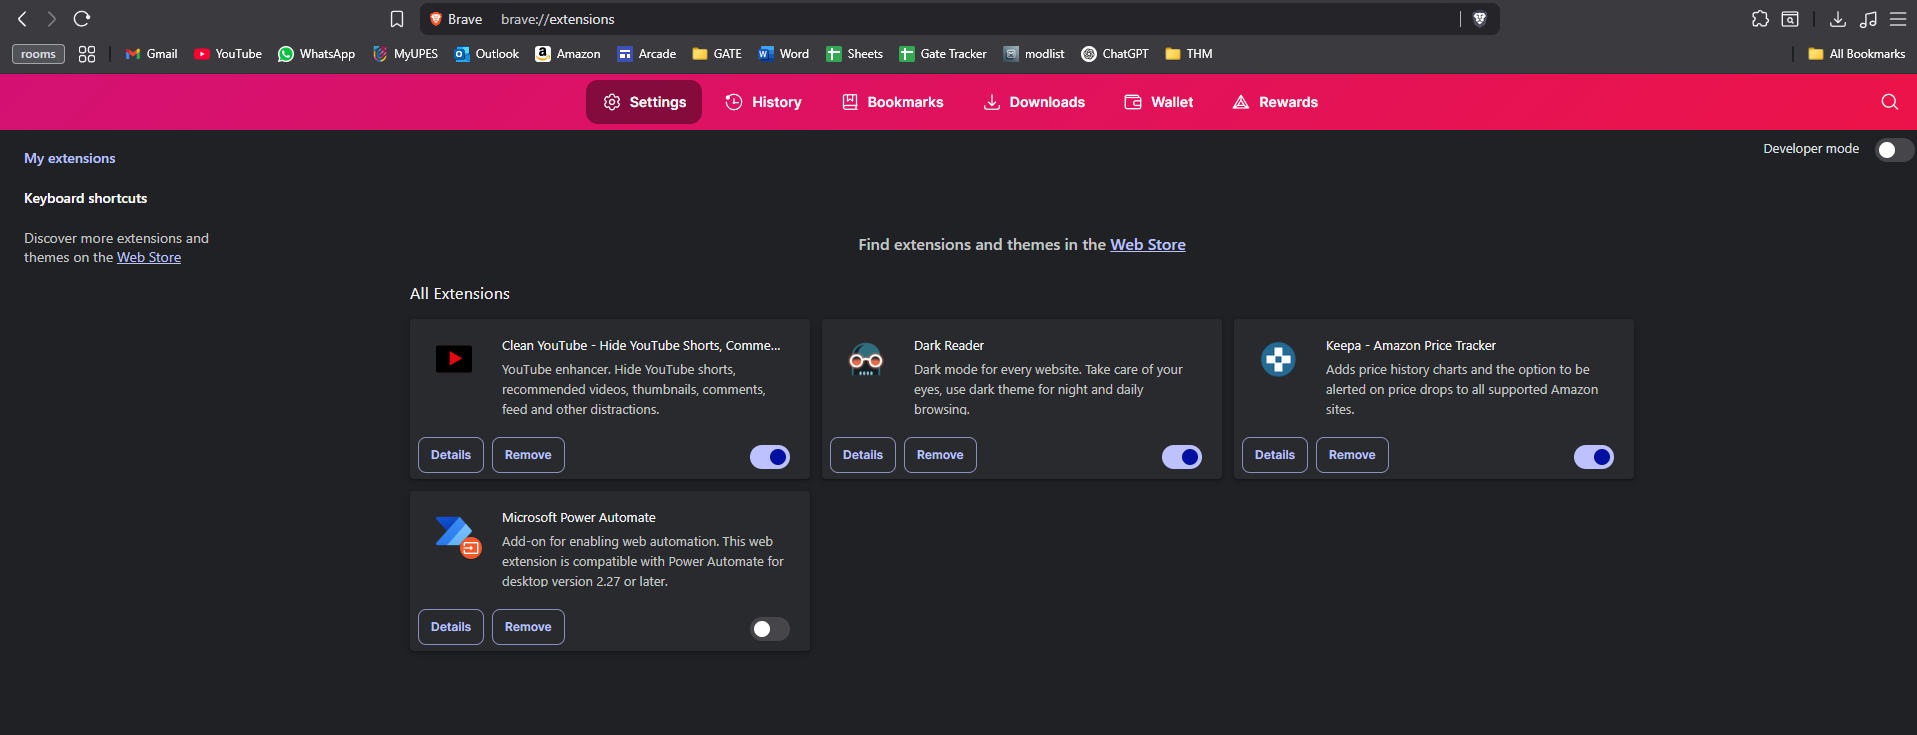 Brave brave://extensions
rooms Gmail YouTube WhatsApp MyUPES Outlook Amazon Arcade GATE Word Sheets Gate Tracker modlist ChatGPT THM All Bookmarks
Settings History Bookmarks Downloads Wallet Rewards
My extensions
Developer mode
Keyboard shortcuts
Discover more extensions and
themes on the Web Store
Find extensions and themes in the Web Store
All Extensions
Clean YouTube - Hide YouTube Shorts, Comme...
YouTube enhancer. Hide YouTube shorts,
recommended videos, thumbnails, comments,
feed and other distractions.
Details Remove
Dark Reader
Dark mode for every website. Take care of your
eyes, use dark theme for night and daily
browsing.
Details Remove
Keepa - Amazon Price Tracker
Adds price history charts and the option to be
alerted on price drops to all supported Amazon
sites.
Details Remove
Microsoft Power Automate
Add-on for enabling web automation. This web
extension is compatible with Power Automate for
desktop version 2.27 or later.
Details Remove